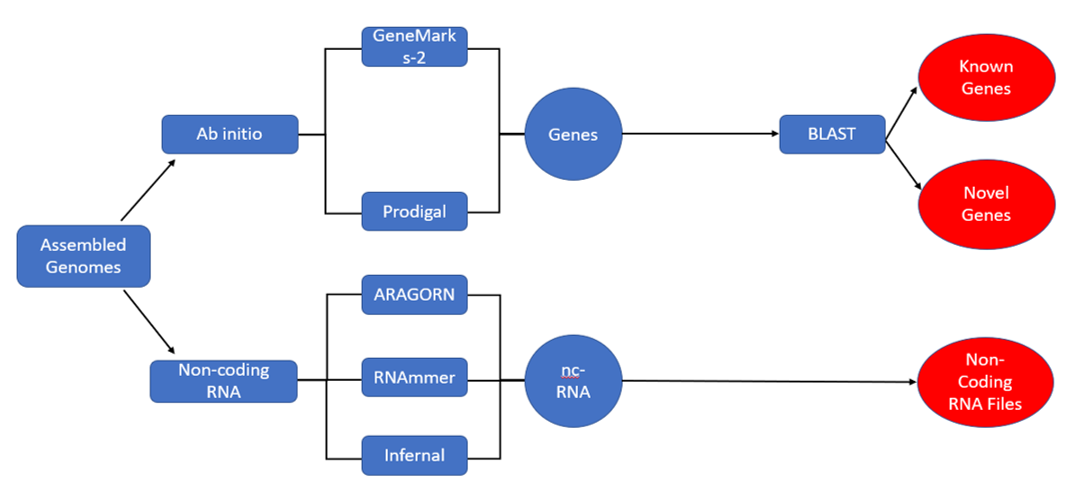 GeneMark
s-2
Known
Genes
Ab initio
Genes
BLAST
Prodigal
Novel
Genes
Assembled
Genomes
ARAGORN
Non-coding
RNA
RNAmmer
nc-
RNA
Non-
Coding
RNA Files
Infernal